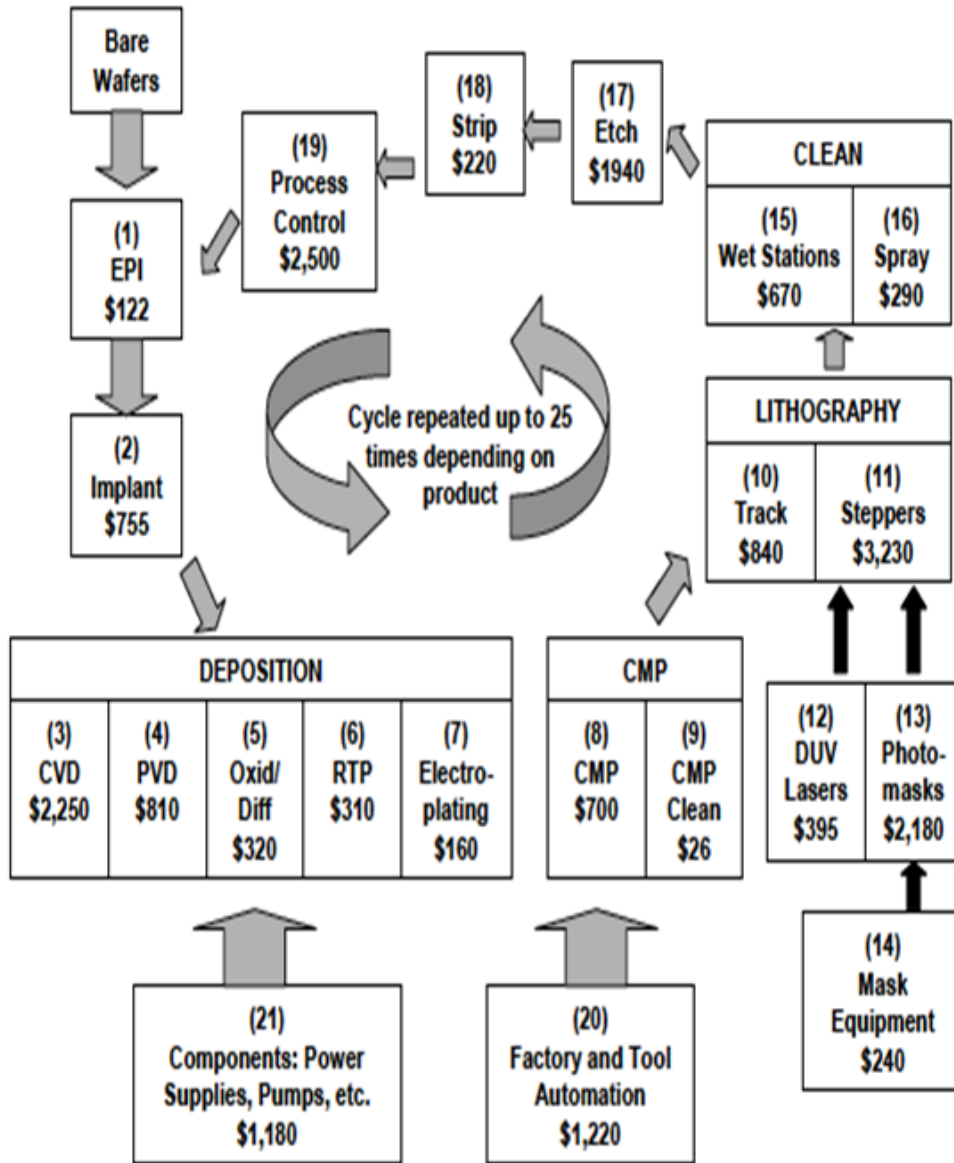 Bare
Wafers
(1)
EPI
$122
(2)
Implant
$755
DEPOSITION
(3)
CVD
$2,250
(4)
PVD
$810
(5)
Oxid/
Diff
$320
(6)
RTP
$310
(7)
Electro-
plating
$160
CMP
(8)
CMP
$700
(9)
CMP
Clean
$26
LITHOGRAPHY
(10)
Track
$840
(11)
Steppers
$3,230
(12)
DUV
Lasers
$395
(13)
Photo-
masks
$2,180
(14)
Mask
Equipment
$240
CLEAN
(15)
Wet Stations
$670
(16)
Spray
$290
(17)
Etch
$1940
(18)
Strip
$220
(19)
Process
Control
$2,500
Cycle repeated up to 25
times depending on
product
(21)
Components: Power
Supplies, Pumps, etc.
$1,180
(20)
Factory and Tool
Automation
$1,220